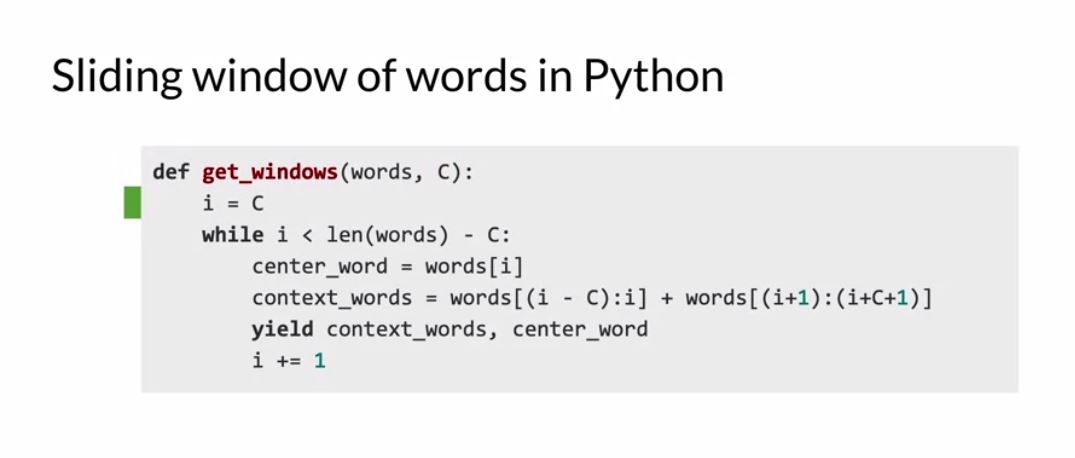 Sliding window of words in Python
def get_windows(words, C):
    i = C
    while i < len(words) - C:
        center_word = words[i]
        context_words = words[(i - C):i] + words[(i+1):(i+C+1)]
        yield context_words, center_word
        i += 1